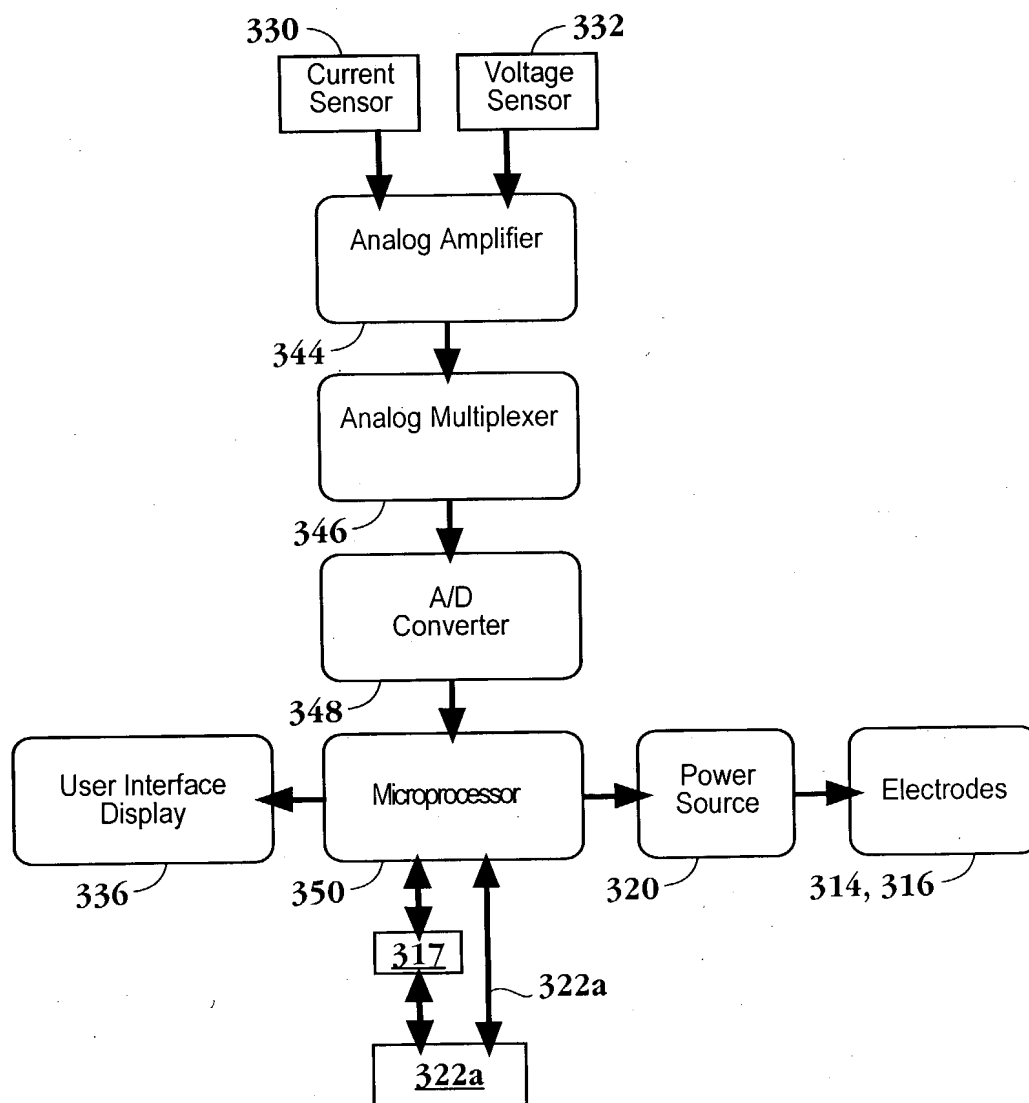 330
332
Current
Sensor
Voltage
Sensor
Analog Amplifier
344
Analog Multiplexer
346
A/D
Converter
348
User Interface
Display
336
Microprocessor
350
Power
Source
320
Electrodes
314, 316
317
322a
322a